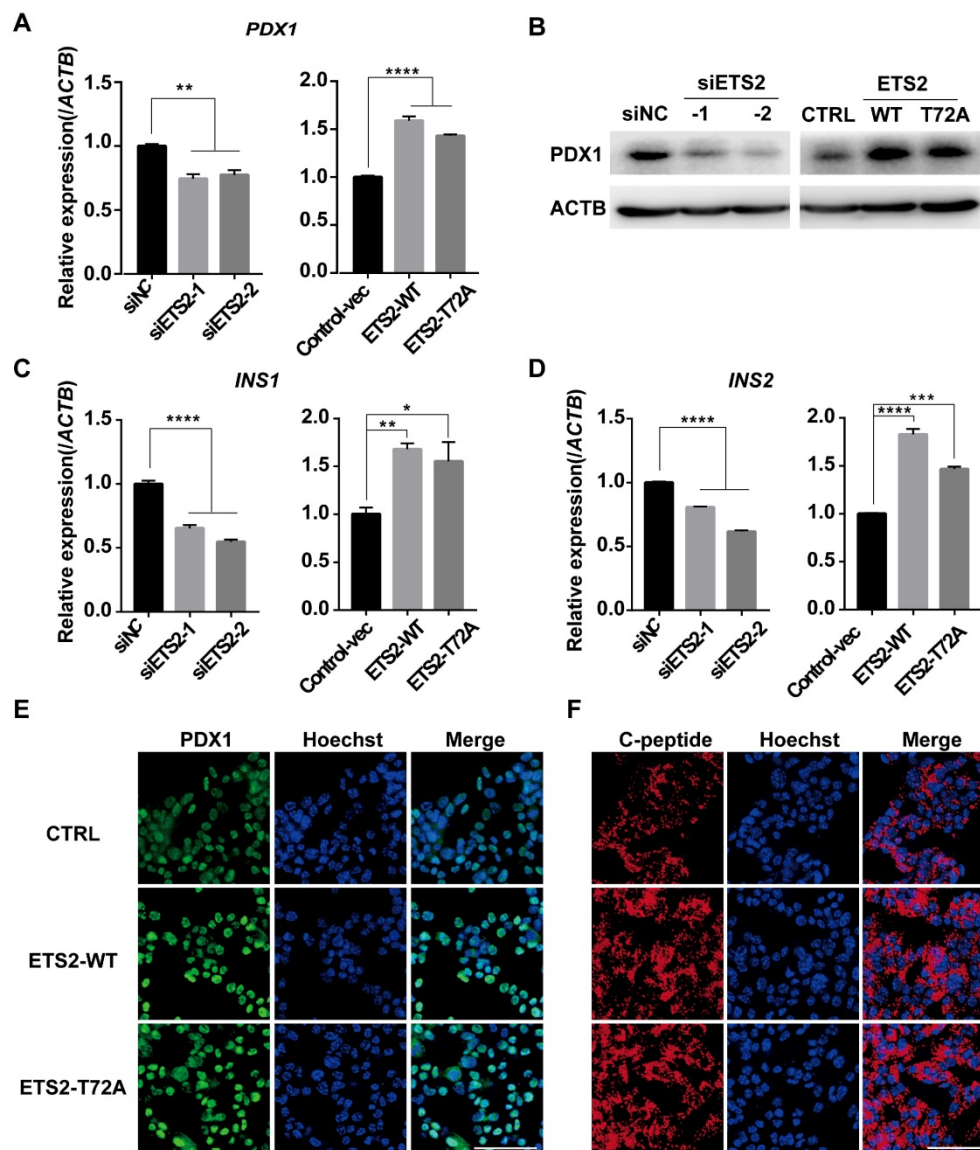 A
PDX1
Relative expression(/ACTB)
1.5
1.0
0.5
0.0
**
siNC
siETS2-1
siETS2-2
2.0
1.5
1.0
0.5
0.0
****
Control-vec
ETS2-WT
ETS2-T72A
B
siETS2
ETS2
siNC
-1
-2
CTRL
WT
T72A
PDX1
ACTB
C
INS1
Relative expression(/ACTB)
1.5
1.0
0.5
0.0
****
siNC
siETS2-1
siETS2-2
2.0
1.5
1.0
0.5
0.0
**
*
Control-vec
ETS2-WT
ETS2-T72A
D
INS2
Relative expression(/ACTB)
1.5
1.0
0.5
0.0
****
siNC
siETS2-1
siETS2-2
2.0
1.5
1.0
0.5
0.0
****
***
Control-vec
ETS2-WT
ETS2-T72A
E
PDX1
Hoechst
Merge
CTRL
ETS2-WT
ETS2-T72A
F
C-peptide
Hoechst
Merge